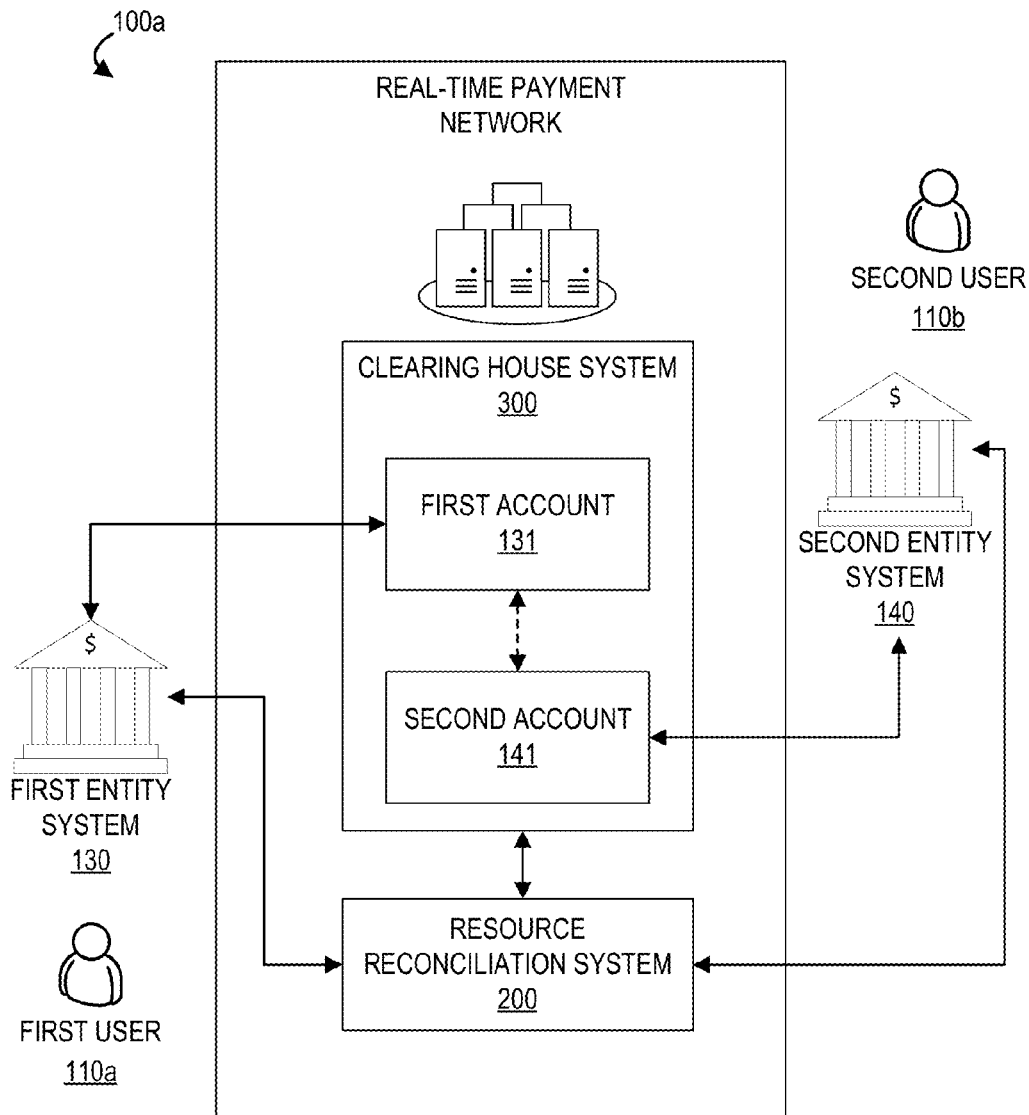 100a
REAL-TIME PAYMENT
NETWORK
SECOND USER
110b
CLEARING HOUSE SYSTEM
300
$
FIRST ACCOUNT
131
SECOND ENTITY
SYSTEM
140
$
SECOND ACCOUNT
141
FIRST ENTITY
SYSTEM
130
RESOURCE
RECONCILIATION SYSTEM
200
FIRST USER
110a